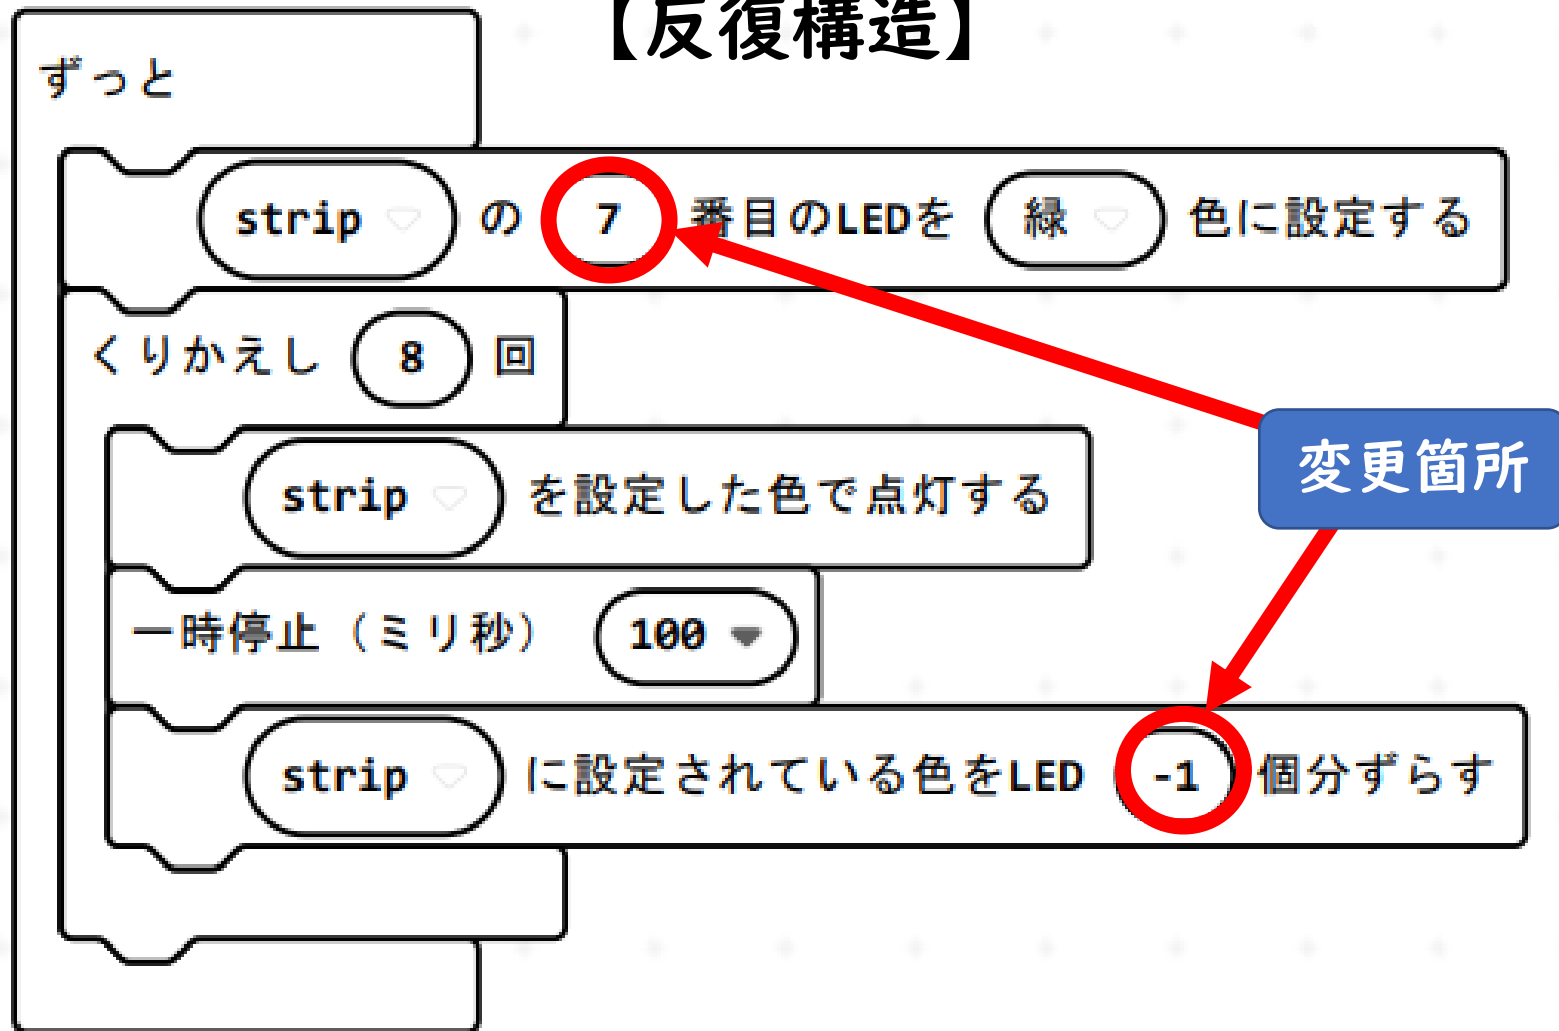 【反復構造】
ずっと
strip の 7 番目のLEDを 緑 色に設定する
くりかえし 8 回
変更箇所
strip を設定した色で点灯する
一時停止（ミリ秒） 100
strip に設定されている色をLED -1 個分ずらす